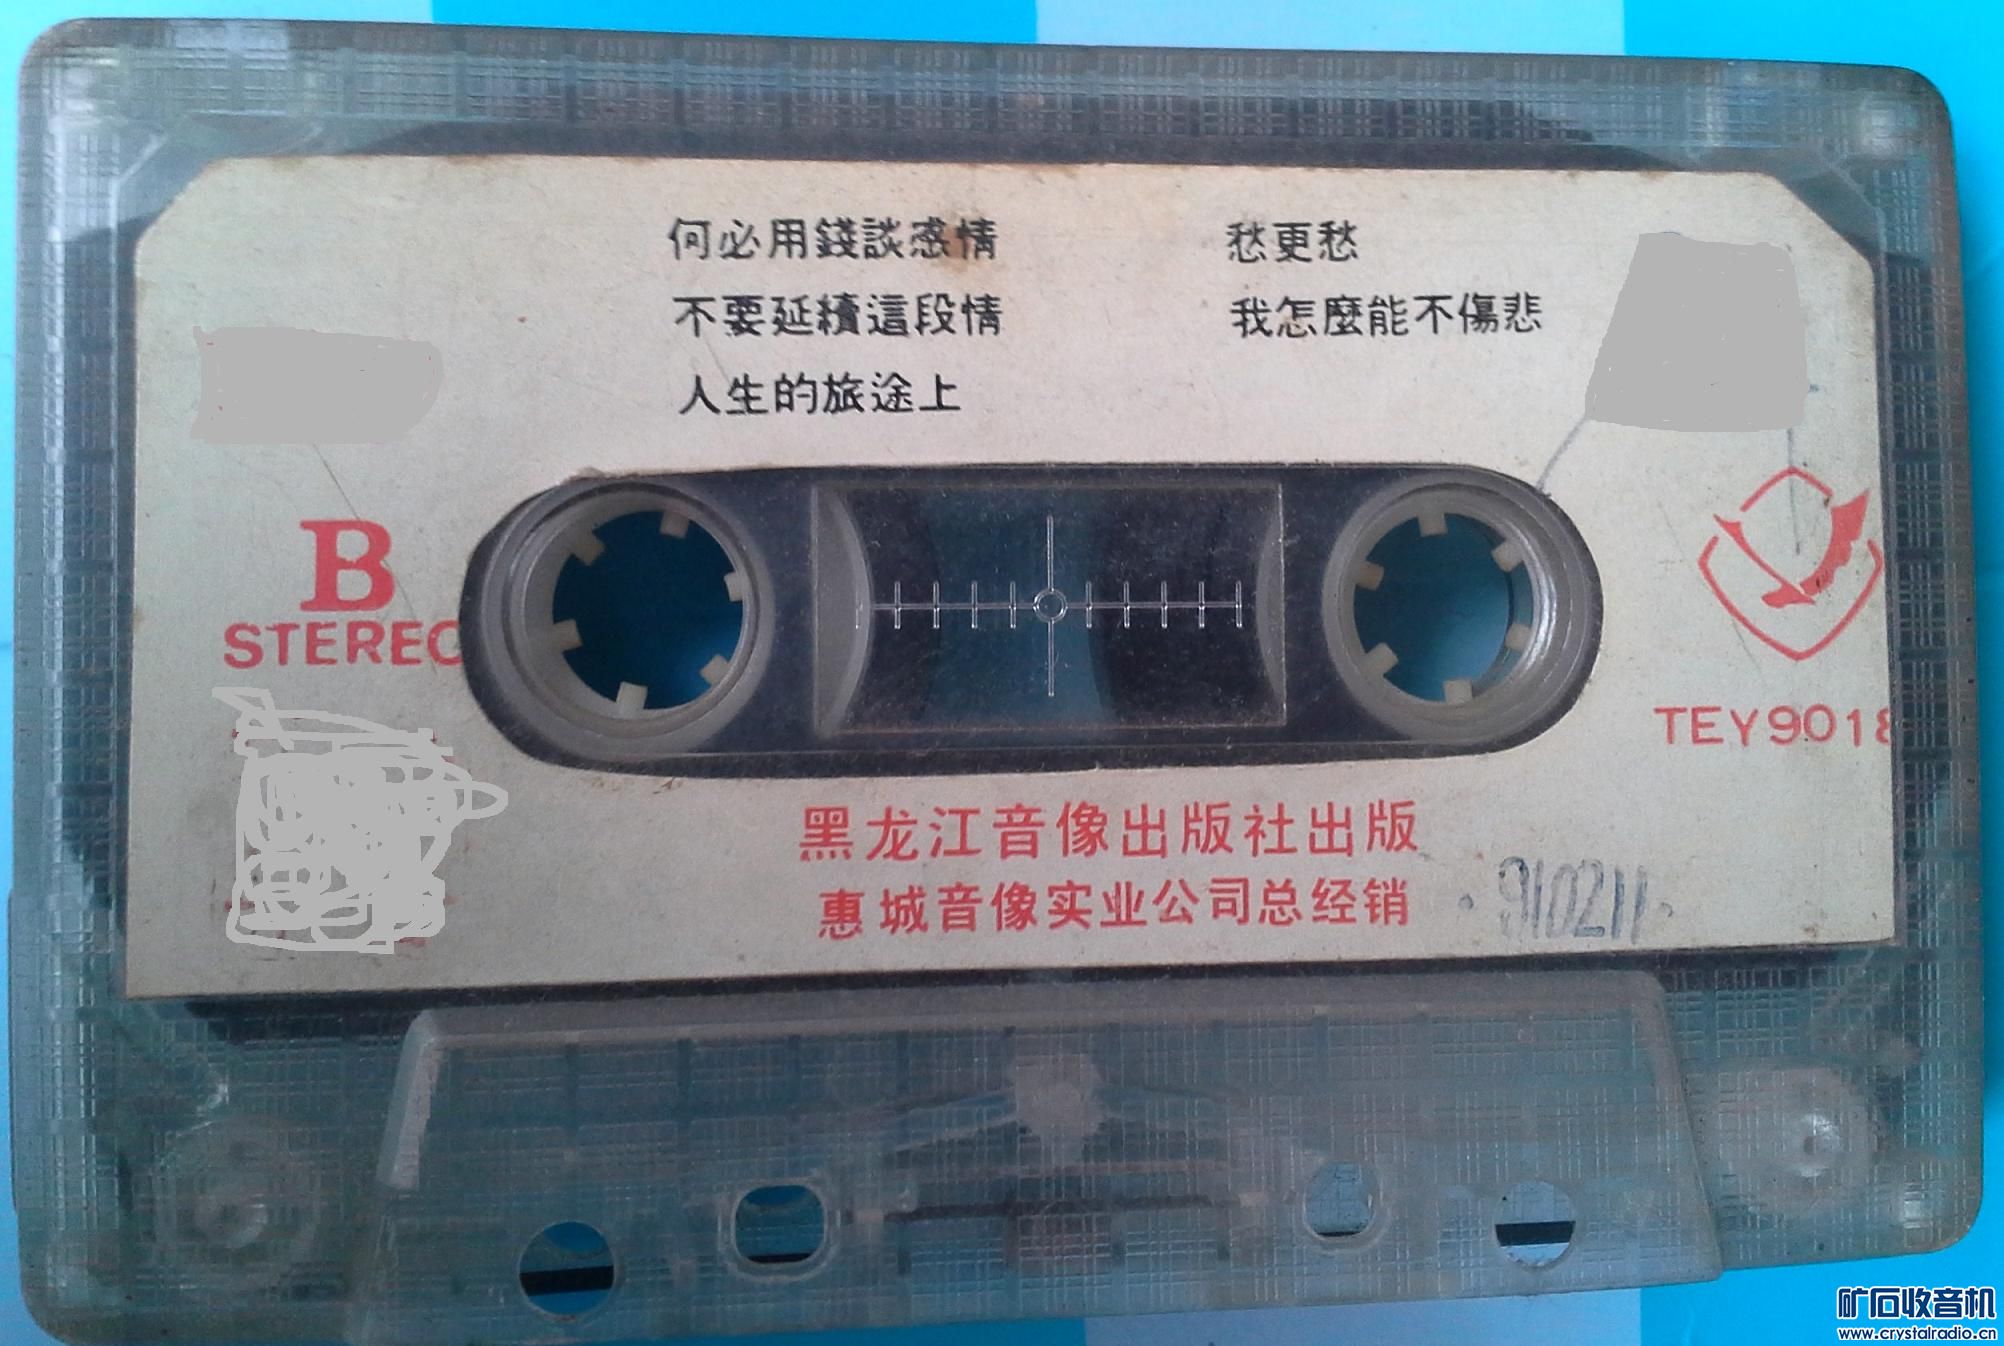 何必用錢談感情
愁更愁
不要延續這段情
我怎麼能不傷悲
人生的旅途上
B
STEREO
TEY9018
黑龙江音像出版社出版
惠城音像实业公司总经销
910211
矿石收音机
www.crystalradio.cn